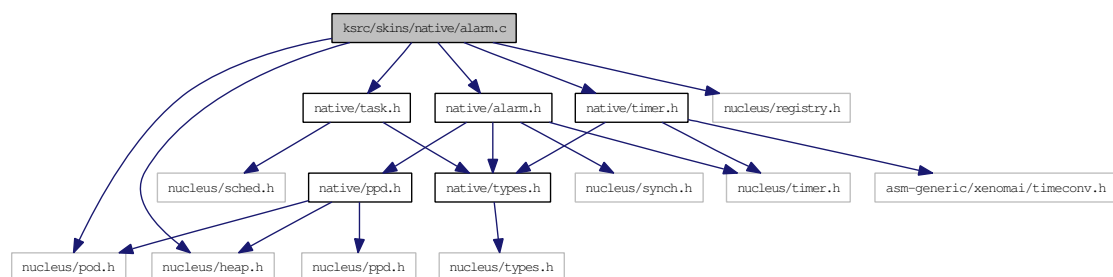 ksrc/skins/native/alarm.c
native/task.h
native/alarm.h
native/timer.h
nucleus/registry.h
nucleus/sched.h
native/ppd.h
native/types.h
nucleus/synch.h
nucleus/timer.h
asm-generic/xenomai/timeconv.h
nucleus/pod.h
nucleus/heap.h
nucleus/ppd.h
nucleus/types.h